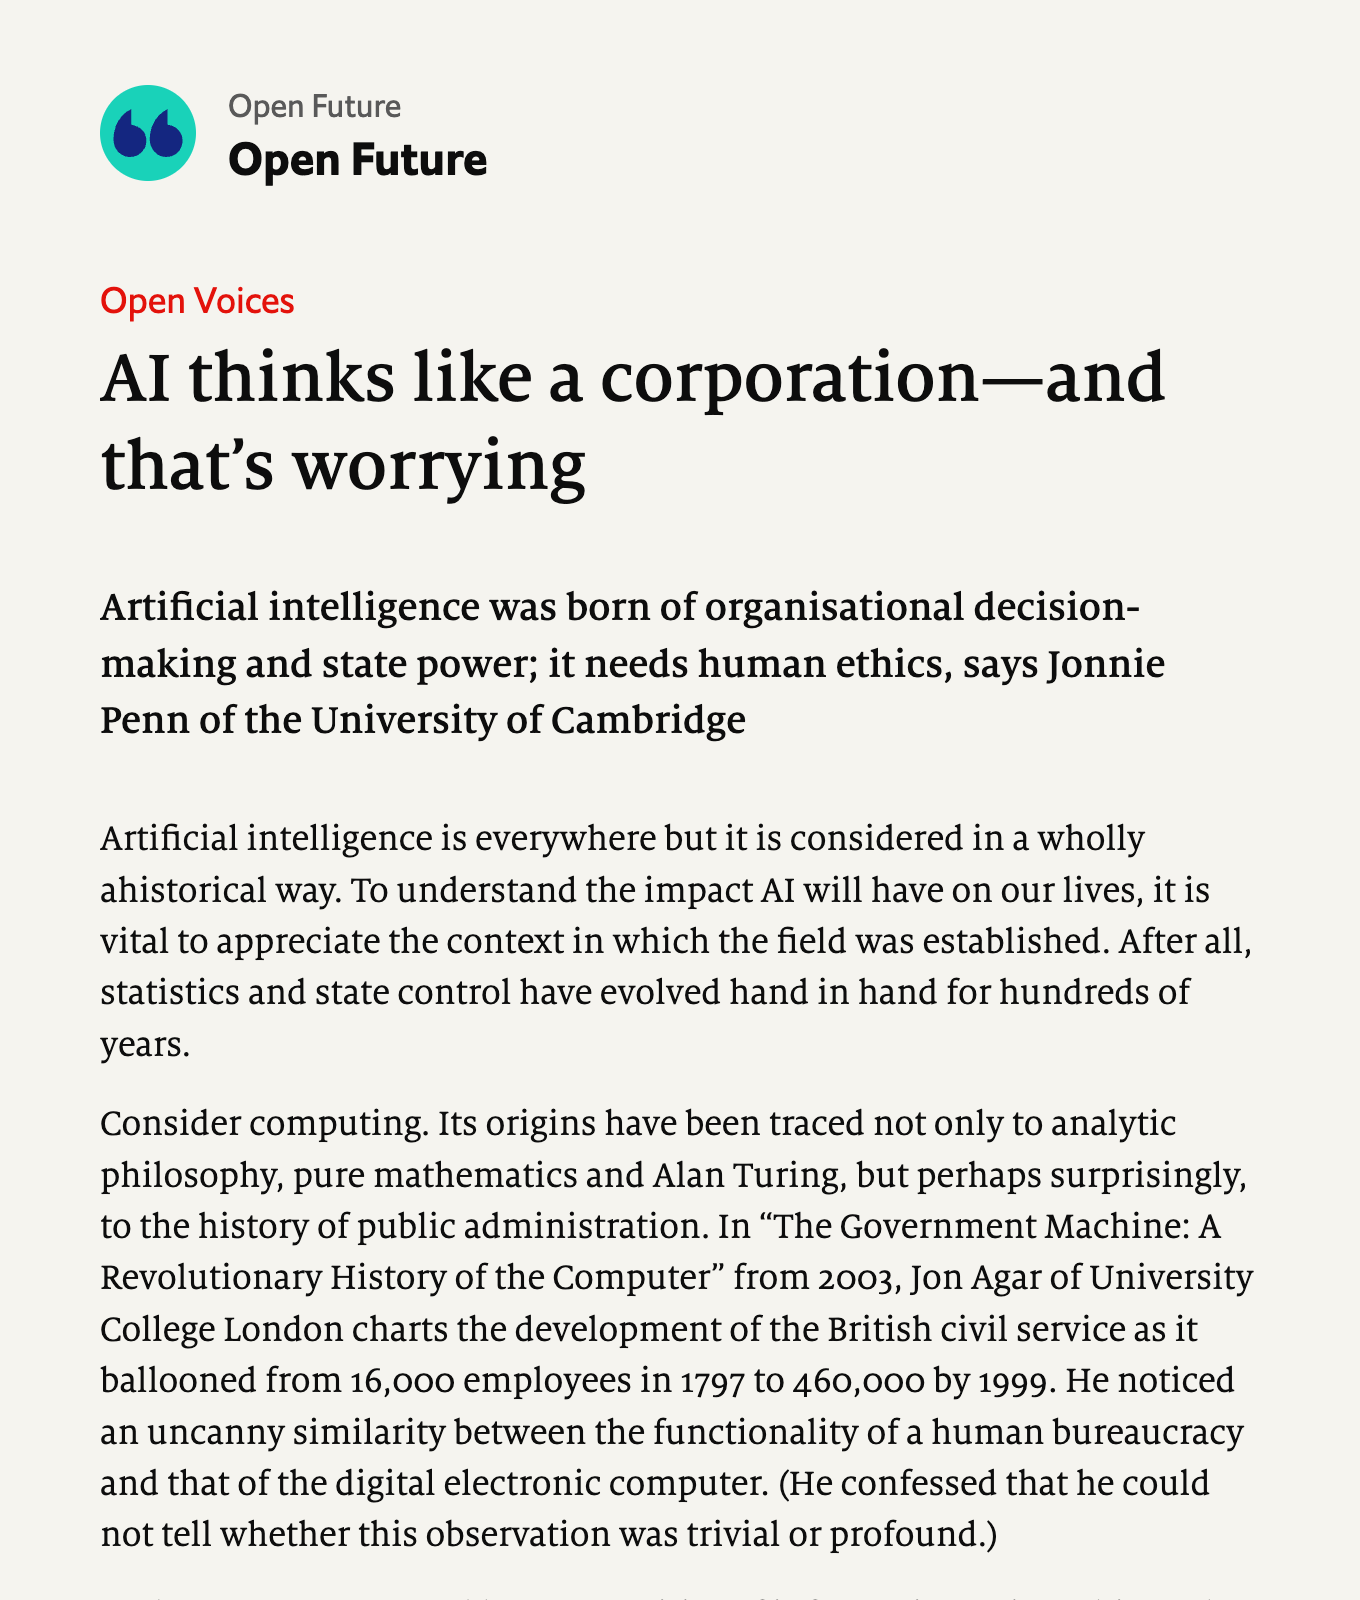 Open Future
Open Future
Open Voices
AI thinks like a corporation—and
that’s worrying
Artificial intelligence was born of organisational decision-
making and state power; it needs human ethics, says Jonnie
Penn of the University of Cambridge
Artificial intelligence is everywhere but it is considered in a wholly
ahistorical way. To understand the impact AI will have on our lives, it is
vital to appreciate the context in which the field was established. After all,
statistics and state control have evolved hand in hand for hundreds of
years.
Consider computing. Its origins have been traced not only to analytic
philosophy, pure mathematics and Alan Turing, but perhaps surprisingly,
to the history of public administration. In “The Government Machine: A
Revolutionary History of the Computer” from 2003, Jon Agar of University
College London charts the development of the British civil service as it
ballooned from 16,000 employees in 1797 to 460,000 by 1999. He noticed
an uncanny similarity between the functionality of a human bureaucracy
and that of the digital electronic computer. (He confessed that he could
not tell whether this observation was trivial or profound.)